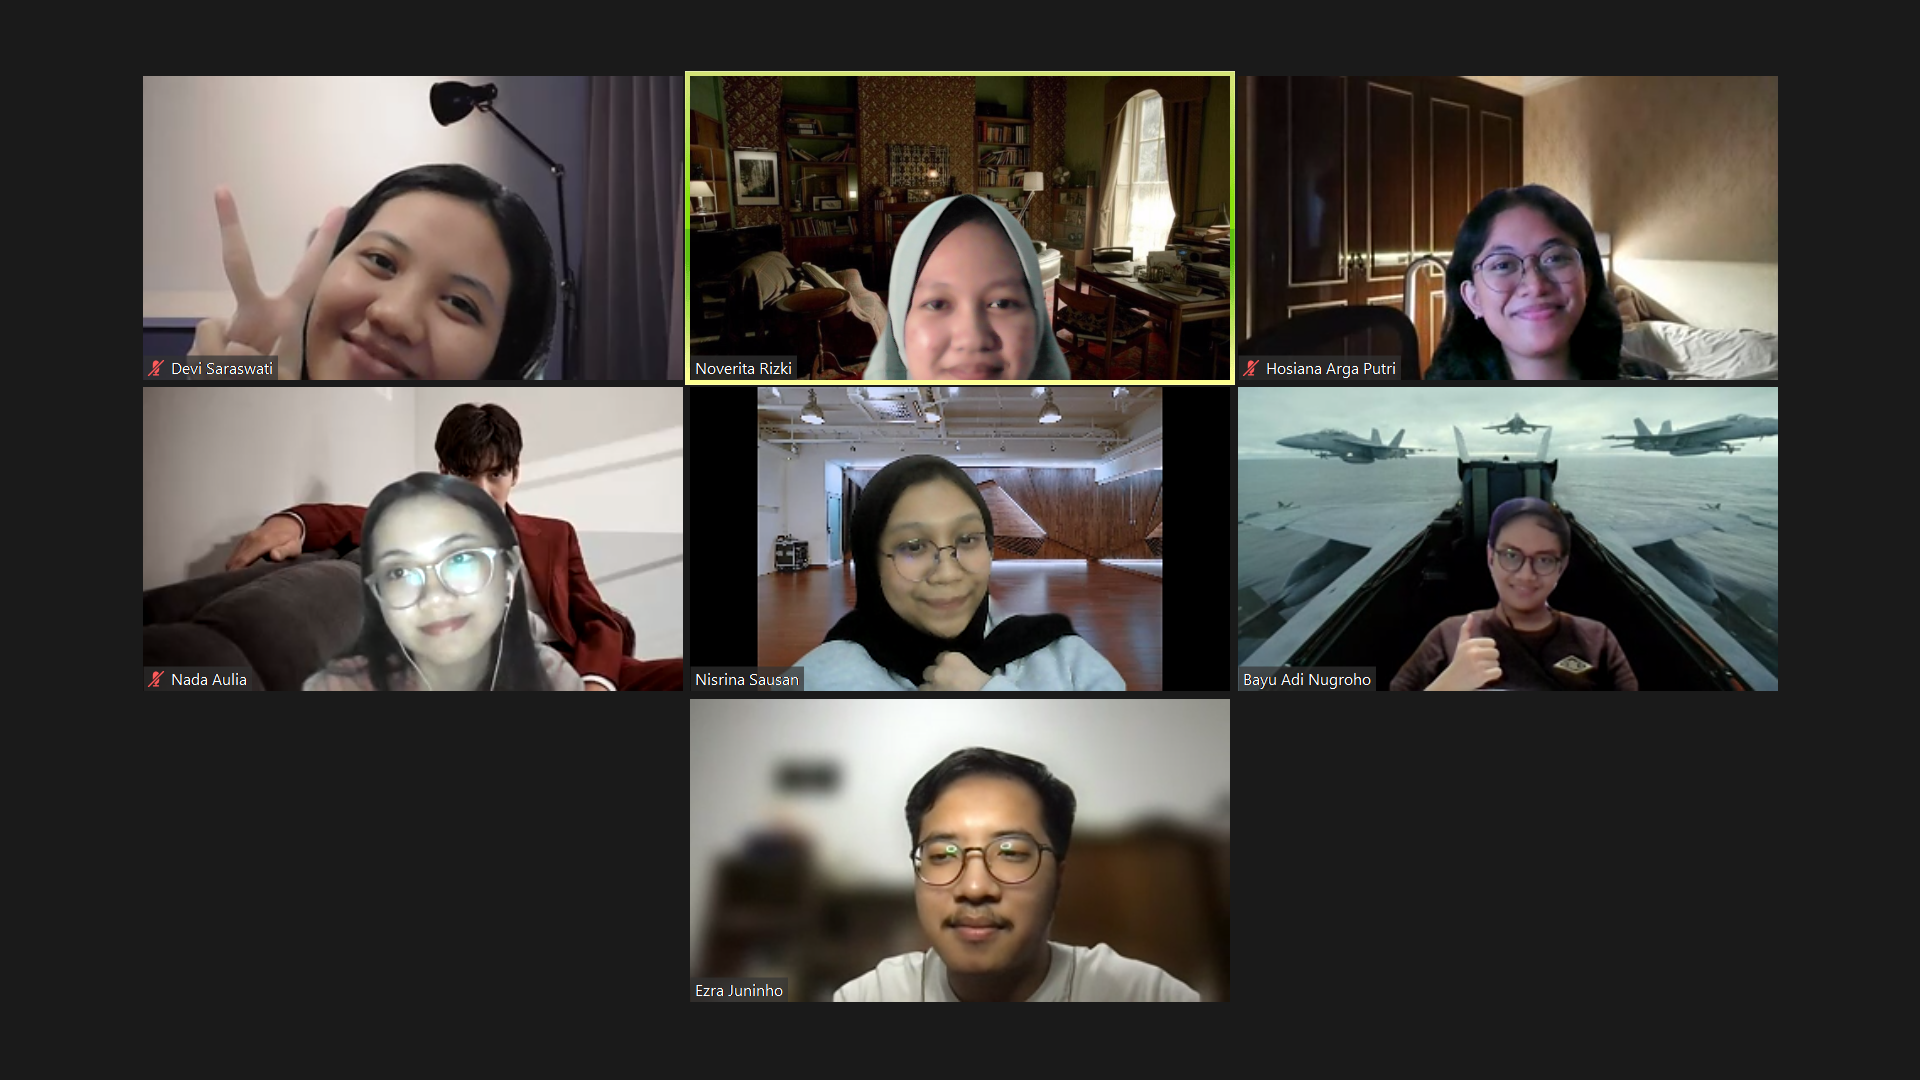 Devi Saraswati
Noverita Rizki
Hosiana Arga Putri
Nada Aulia
Nisrina Sausan
Bayu Adi Nugroho
Ezra Juninho